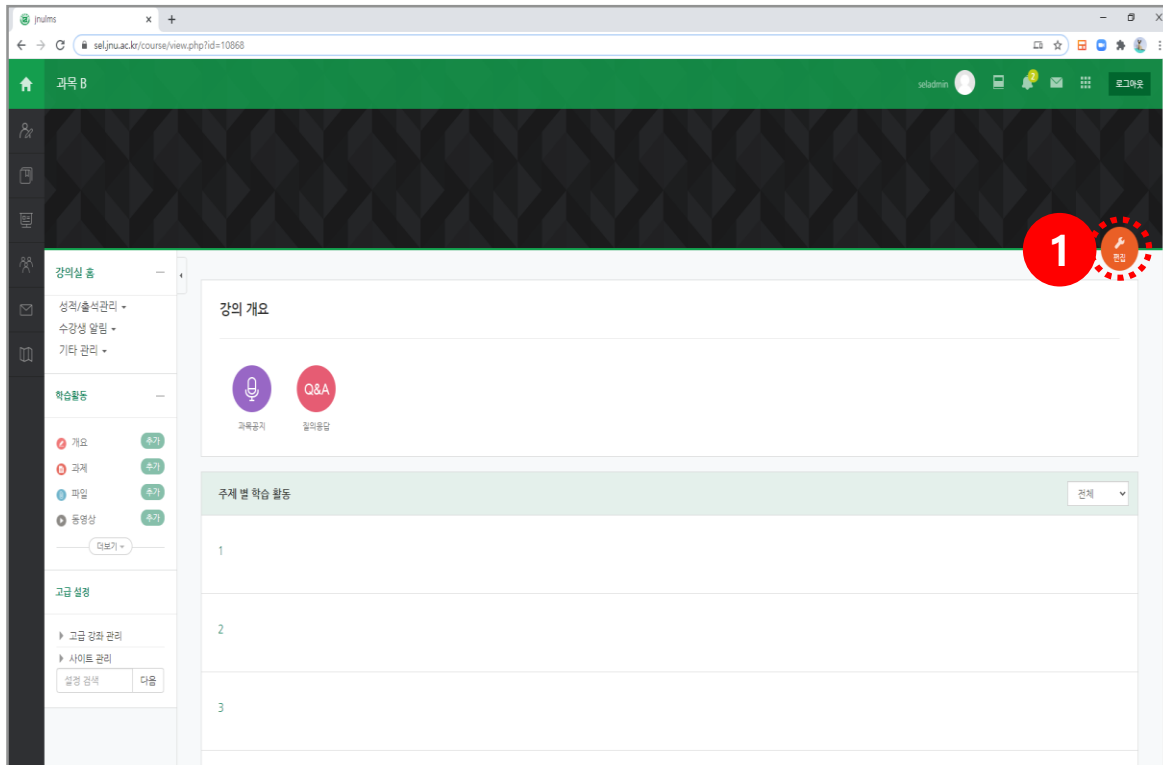 jnulms
sel.jnu.ac.kr/course/view.php?id=10868
과목 B
seladmin
2
로그아웃
1
편집
강의실 홈
성적/출석관리
수강생 알림
기타 관리
학습활동
개요 추가
과제 추가
파일 추가
동영상 추가
더보기
고급 설정
고급 강좌 관리
사이트 관리
설정 검색 다음
강의 개요
Q&A
과목공지 질의응답
주제 별 학습 활동 전체
1
2
3